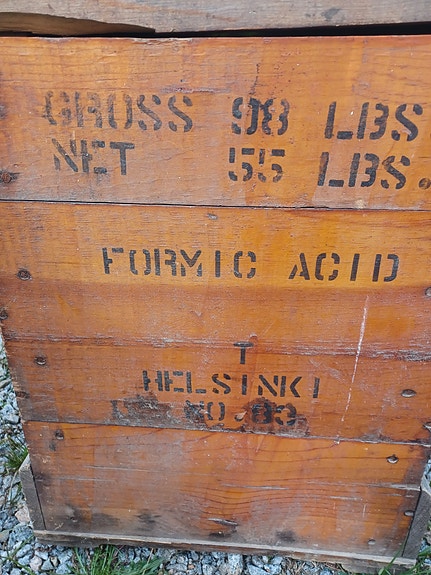 GROSS 98 LBS.
NET 55 LBS.
FORMIC ACID
T
HELSINKI
NO. 83